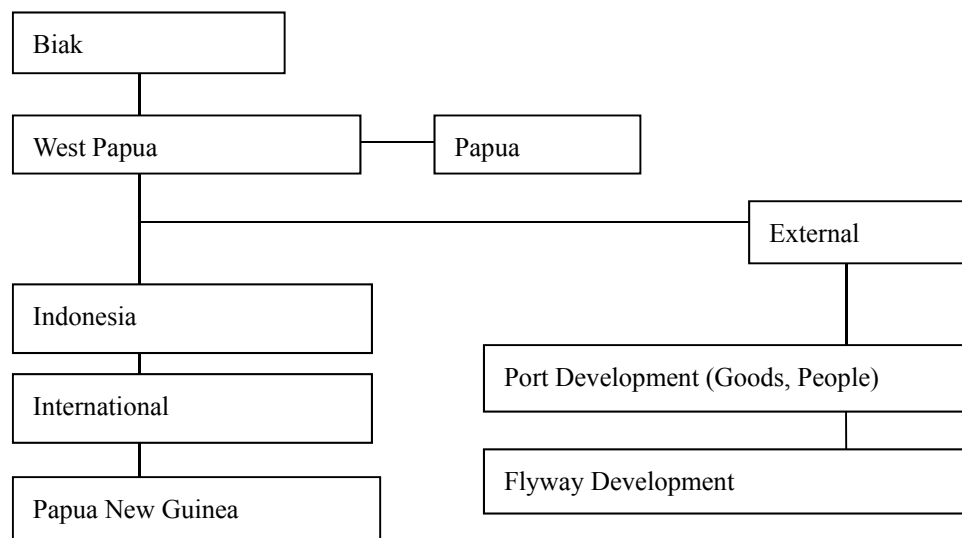 Biak
West Papua
Papua
External
Indonesia
Port Development (Goods, People)
International
Flyway Development
Papua New Guinea